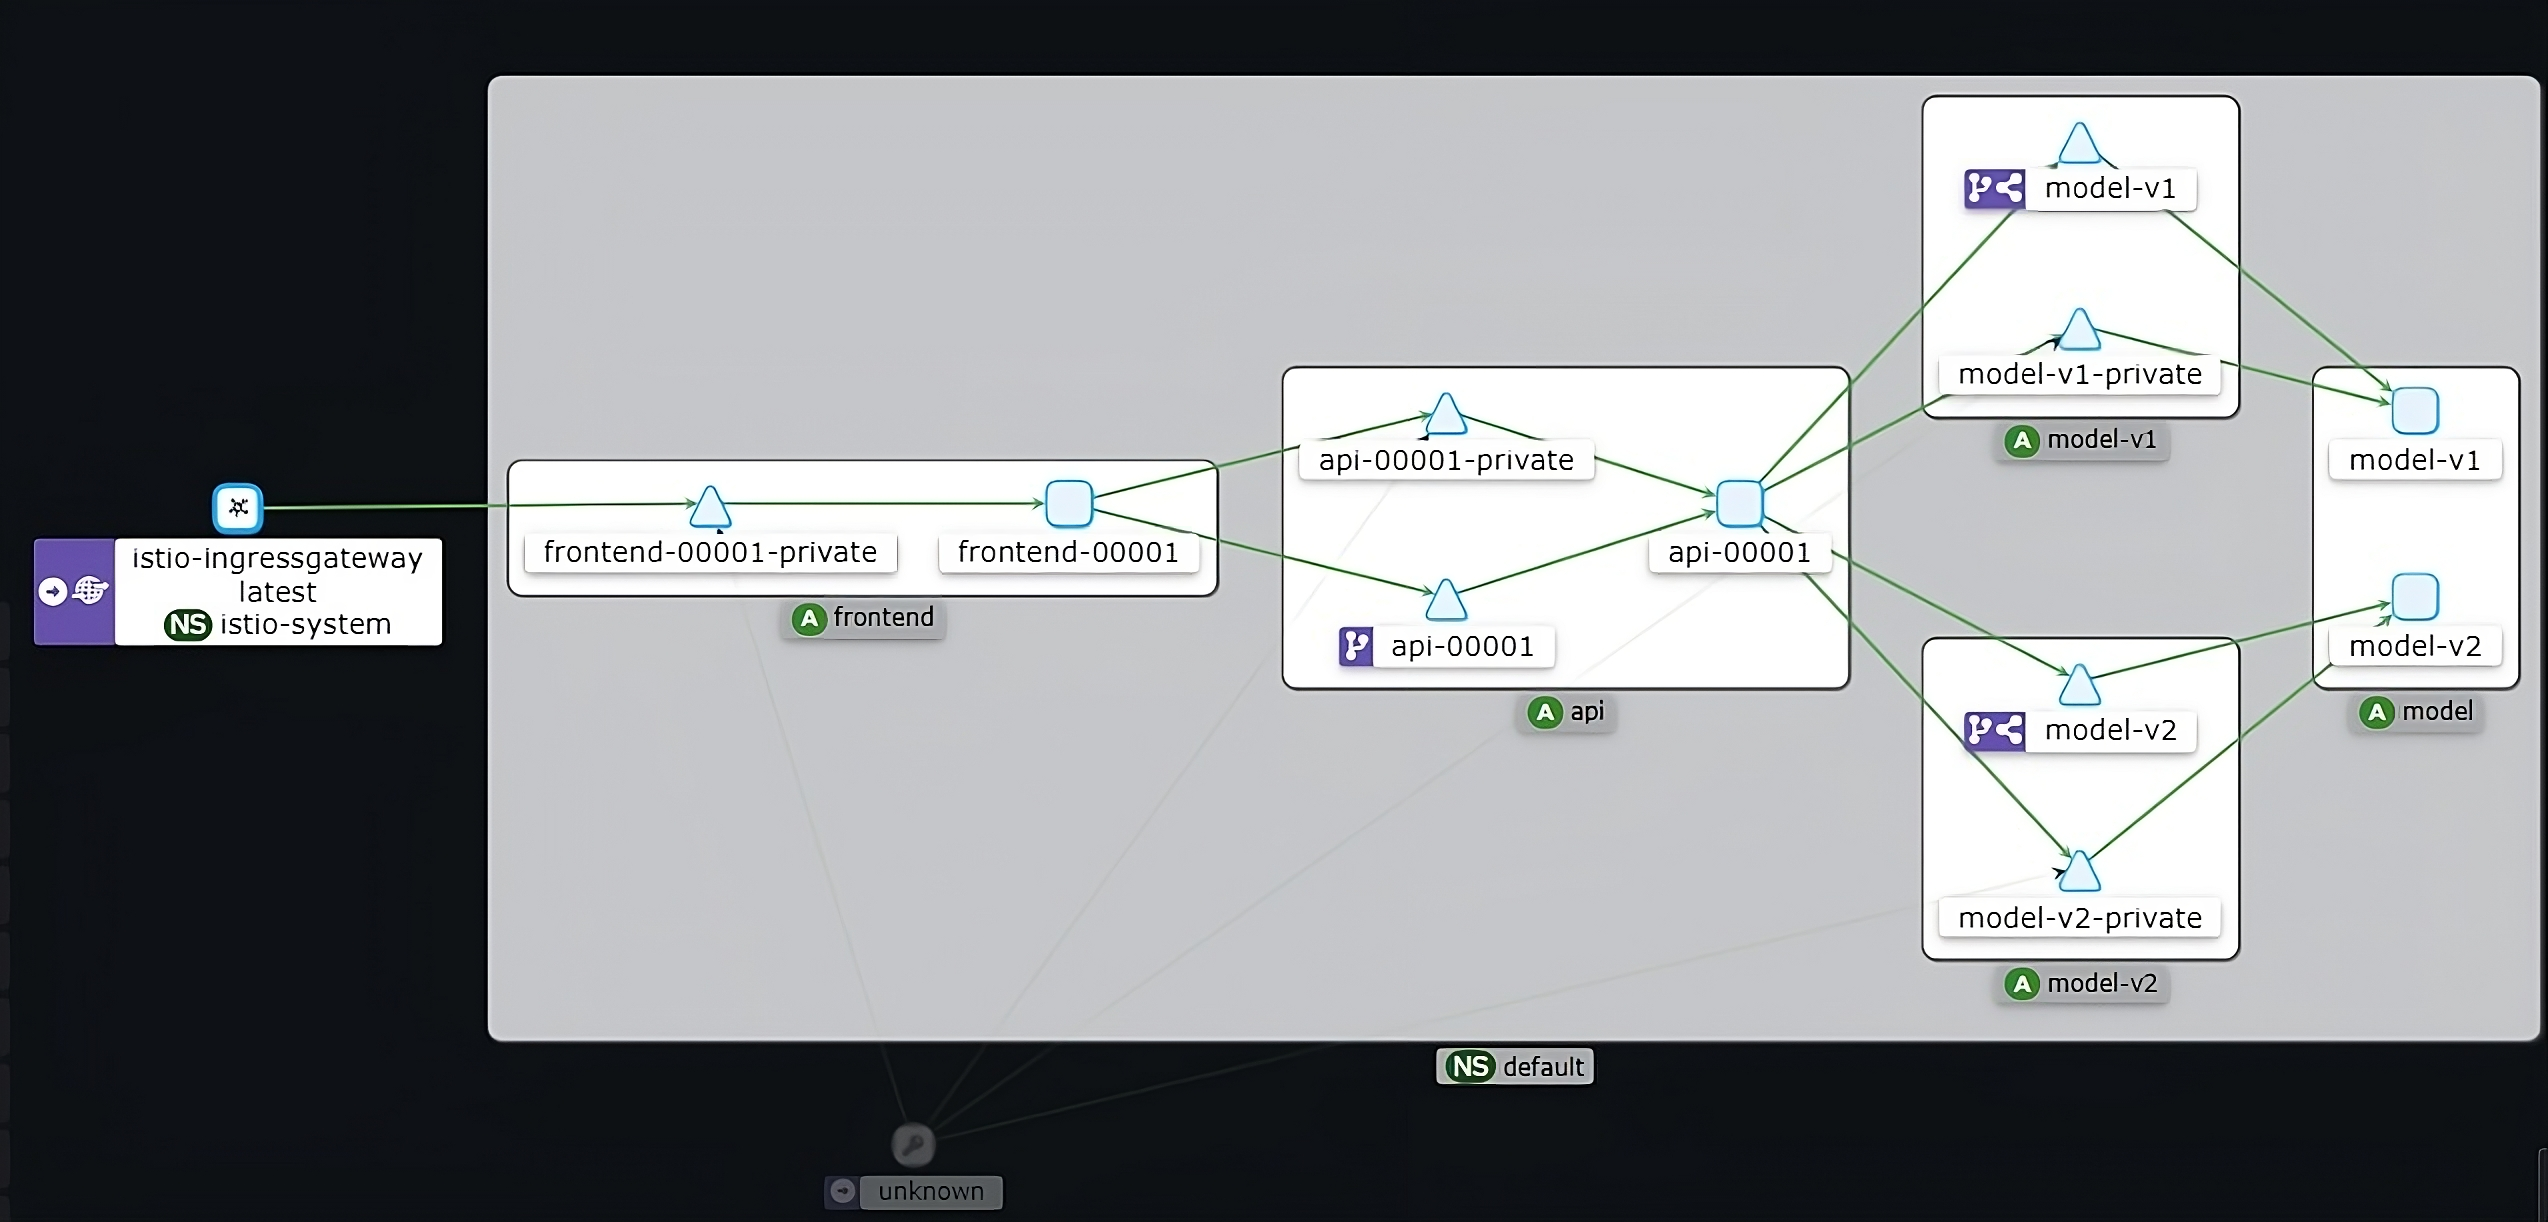 istio-ingressgateway
latest
NS istio-system
frontend-00001-private
frontend-00001
A frontend
api-00001-private
api-00001
api-00001
A api
model-v1
model-v1-private
A model-v1
model-v2
model-v2-private
A model-v2
model-v1
model-v2
A model
NS default
unknown